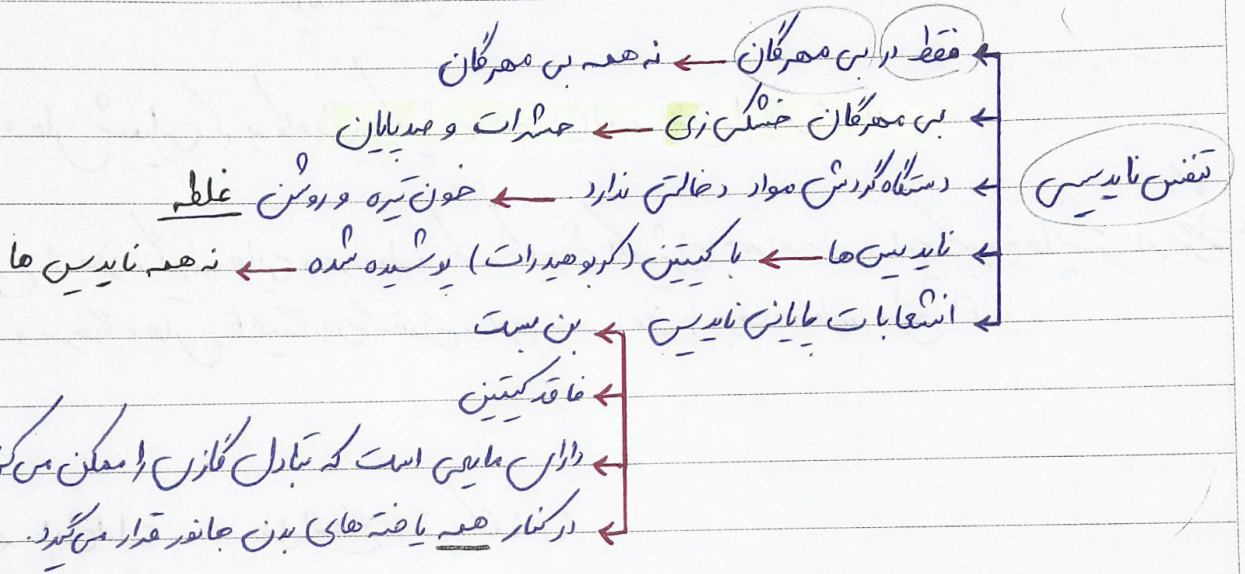 فقط در بی مهرگان ← نه همه بی مهرگان
بی مهرگان خشکی زی ← حشرات و صدپایان
تنفس نایدیسی
دستگاه گردش مواد دخالتی ندارد ← خون تیره و روشن غلطه
نایدیس ها ← با کیتین (کربوهیدرات) پوشیده شده ← نه همه نایدیس ها
انشعابات پایانی نایدیس ← بن بست
← فاقد کیتین
← دارای مایعی است که تبادل گازی را ممکن می
← در کنار همه یاخته های بدن جانور قرار می گیرد.